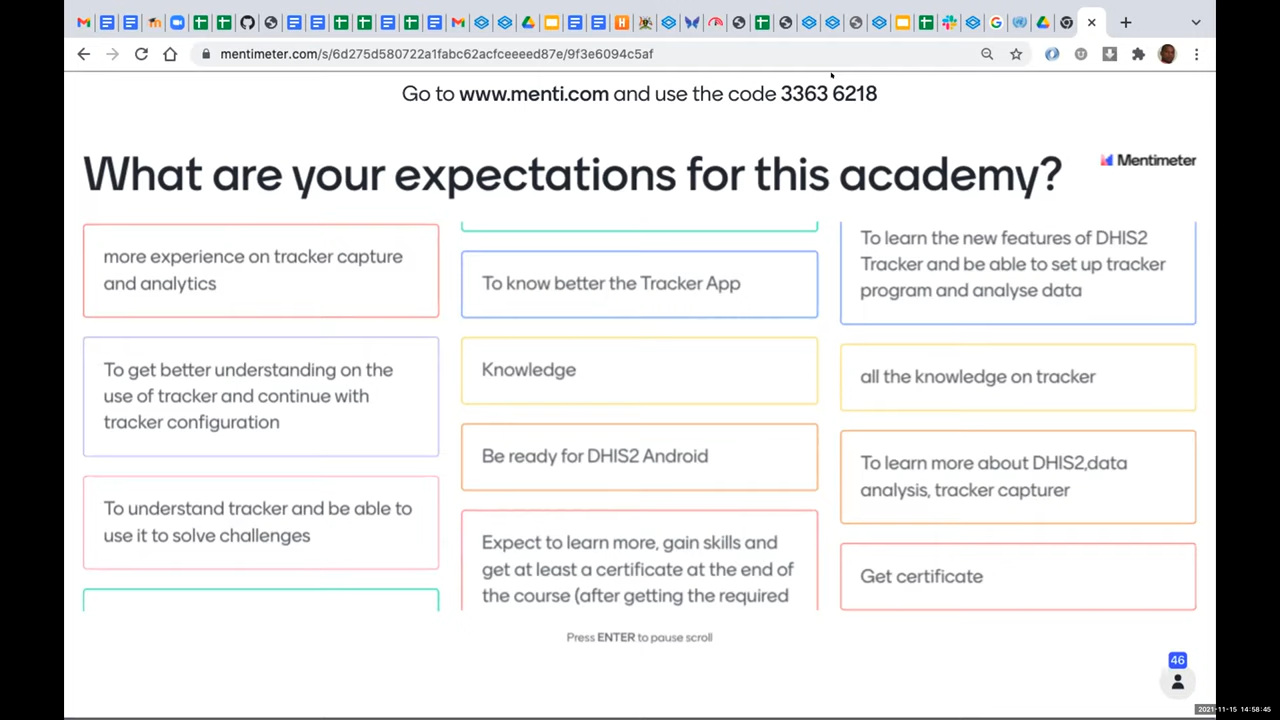 mentimeter.com/s/6d275d580722a1fabc62acfceeeed87e/9f3e6094c5af
Go to www.menti.com and use the code 3363 6218
What are your expectations for this academy?
Mentimeter
more experience on tracker capture
and analytics
To get better understanding on the
use of tracker and continue with
tracker configuration
To understand tracker and be able to
use it to solve challenges
To know better the Tracker App
Knowledge
Be ready for DHIS2 Android
Expect to learn more, gain skills and
get at least a certificate at the end of
the course (after getting the required
To learn the new features of DHIS2
Tracker and be able to set up tracker
program and analyse data
all the knowledge on tracker
To learn more about DHIS2,data
analysis, tracker capturer
Get certificate
Press ENTER to pause scroll
46
2021-11-15 14:58:45